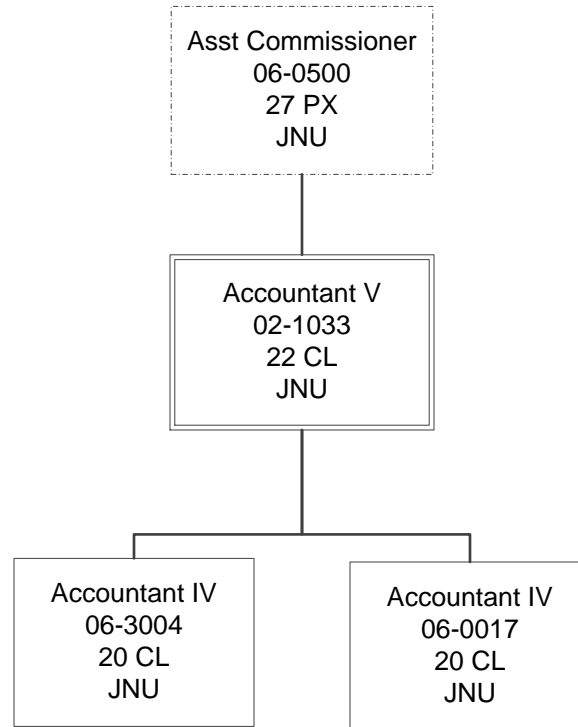 Asst Commissioner
06-0500
27 PX
JNU
Accountant V
02-1033
22 CL
JNU
Accountant IV
06-3004
20 CL
JNU
Accountant IV
06-0017
20 CL
JNU